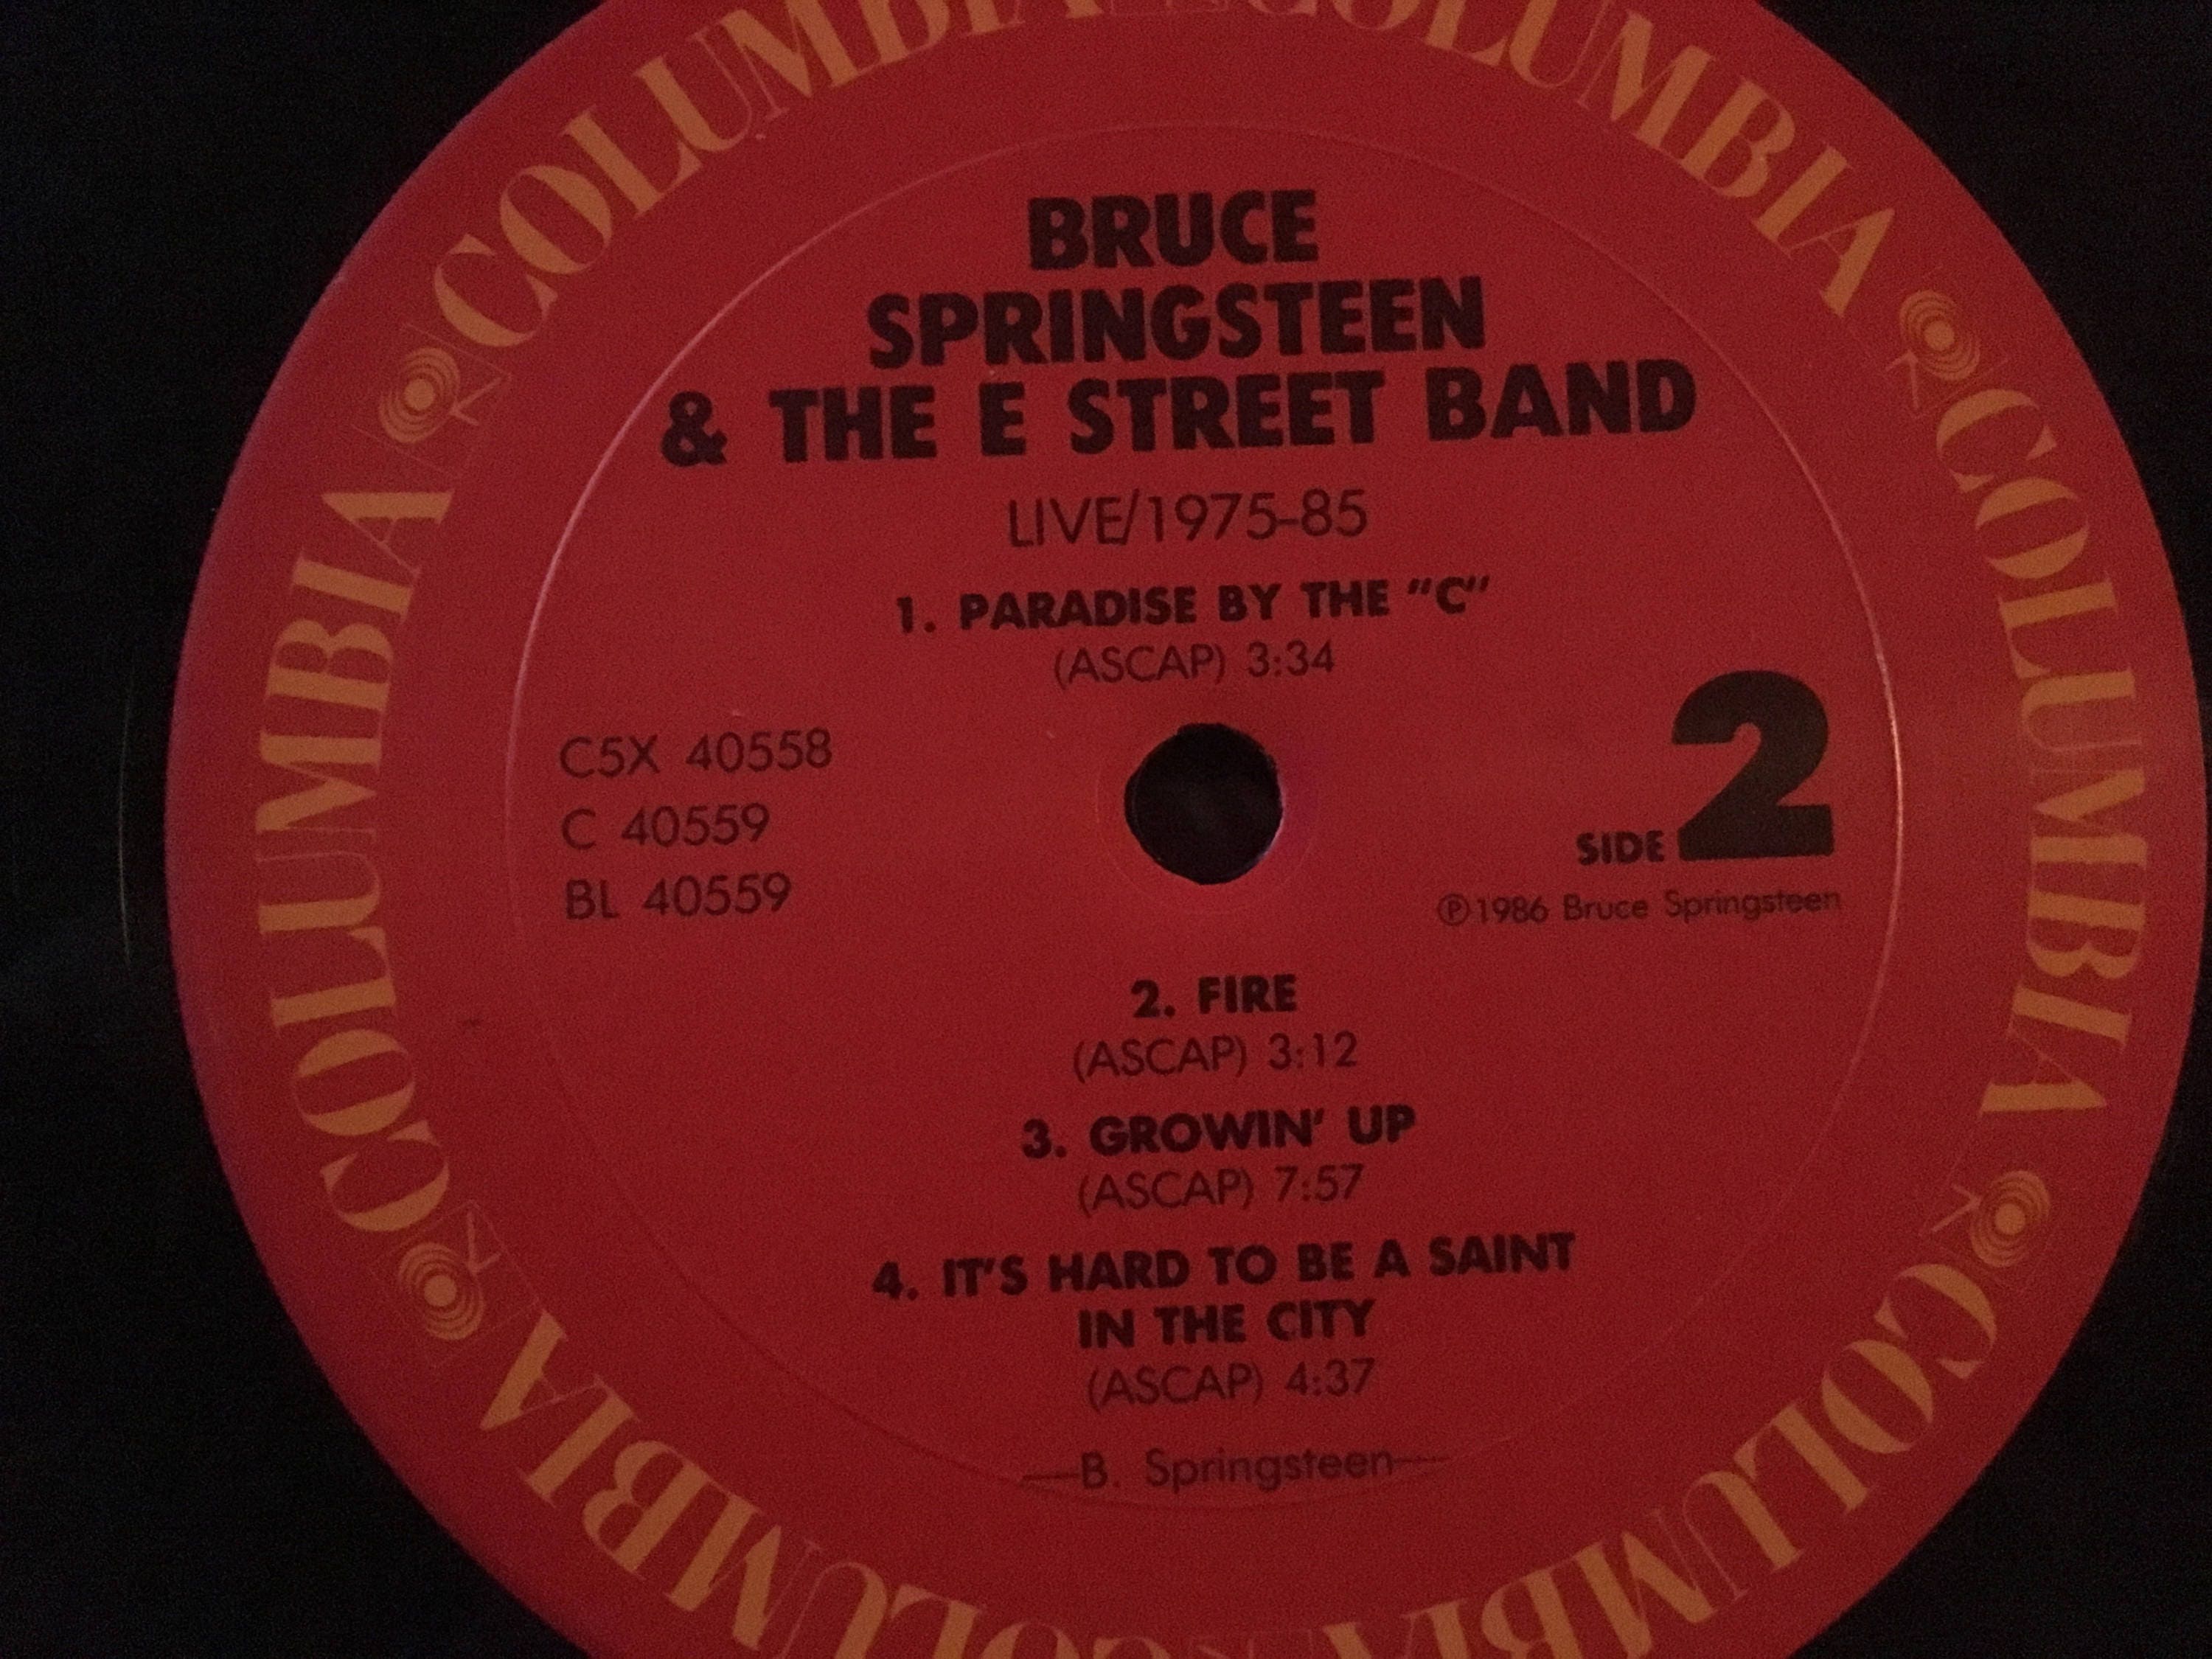 COLUMBIA COLUMBIA COLUMBIA COLUMBIA COLUMBIA COLUMBIA
BRUCE
SPRINGSTEEN
& THE E STREET BAND
LIVE/1975-85
1. PARADISE BY THE "C"
(ASCAP) 3:34
C5X 40558
C 40559
BL 40559
SIDE 2
Ⓟ1986 Bruce Springsteen
2. FIRE
(ASCAP) 3:12
3. GROWIN' UP
(ASCAP) 7:57
4. IT'S HARD TO BE A SAINT
IN THE CITY
(ASCAP) 4:37
—B. Springsteen—